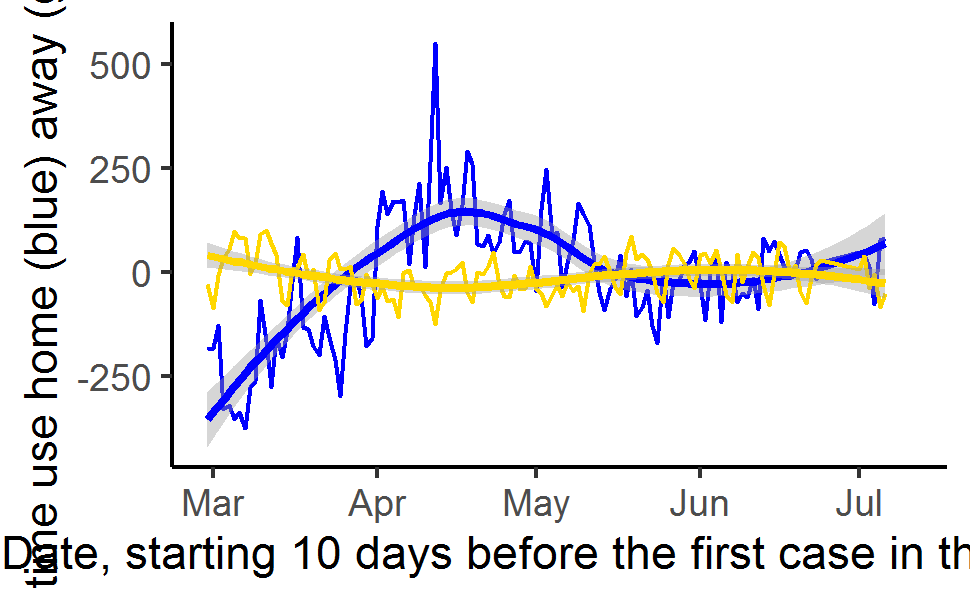 time use home (blue) away (
500
250
0
-250
Mar Apr May Jun Jul
Date, starting 10 days before the first case in th